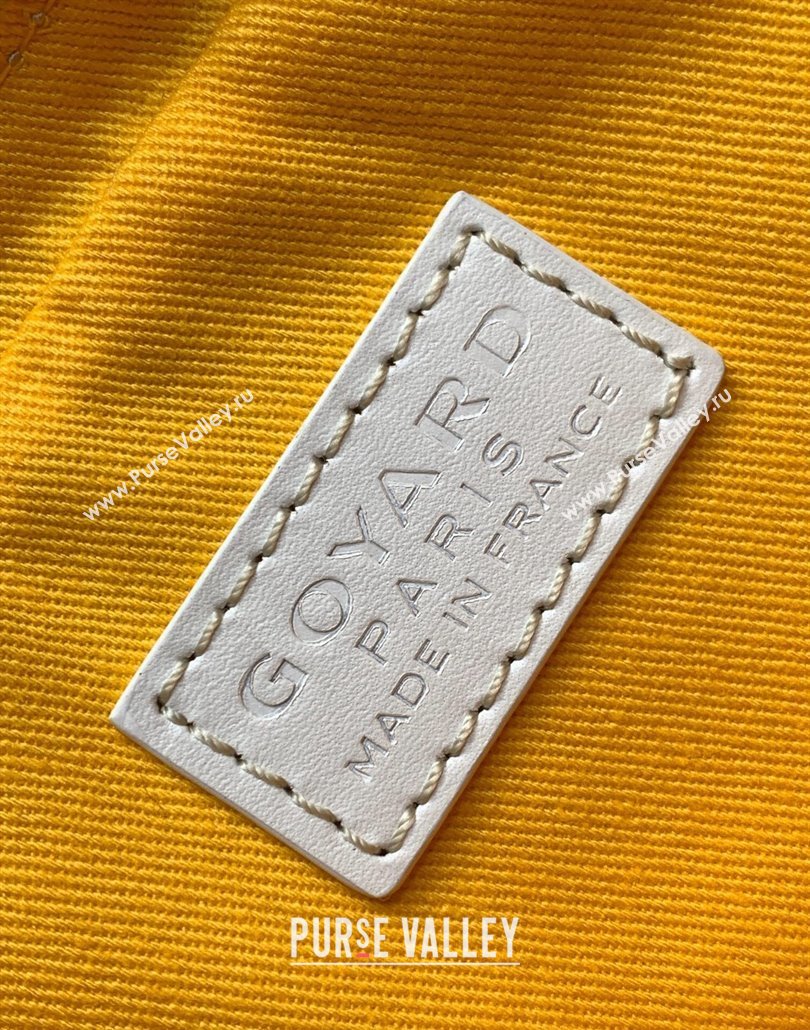 GOYARD
PARIS
MADE IN FRANCE
www.PurseValley.ru
www.PurseValley.ru
PURSE VALLEY